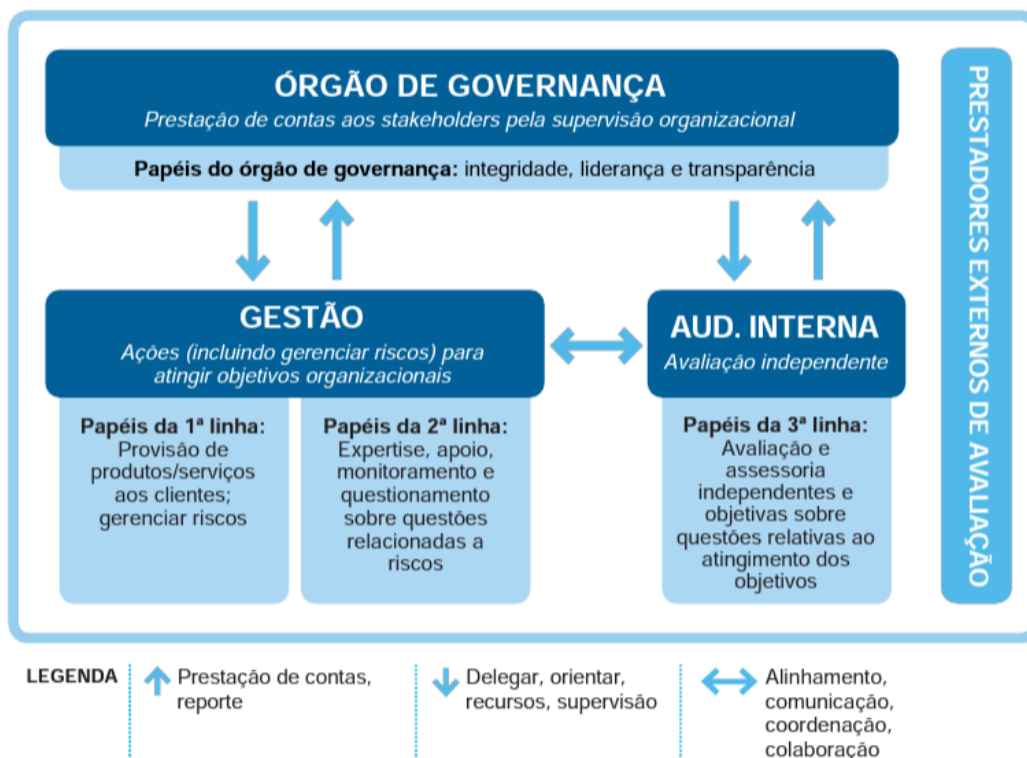 ÓRGÃO DE GOVERNANÇA
Prestação de contas aos stakeholders pela supervisão organizacional
Papéis do órgão de governança: integridade, liderança e transparência
GESTÃO
Ações (incluindo gerenciar riscos) para
atingir objetivos organizacionais
Papéis da 1ª linha:
Provisão de
produtos/serviços
aos clientes;
gerenciar riscos
Papéis da 2ª linha:
Expertise, apoio,
monitoramento e
questionamento
sobre questões
relacionadas a
riscos
AUD. INTERNA
Avaliação independente
Papéis da 3ª linha:
Avaliação e
assessoria
independentes e
objetivas sobre
questões relativas ao
atingimento dos
objetivos
PRESTADORES EXTERNOS DE AVALIAÇÃO
LEGENDA
Prestação de contas,
reporte
Delegar, orientar,
recursos, supervisão
Alinhamento,
comunicação,
coordenação,
colaboração